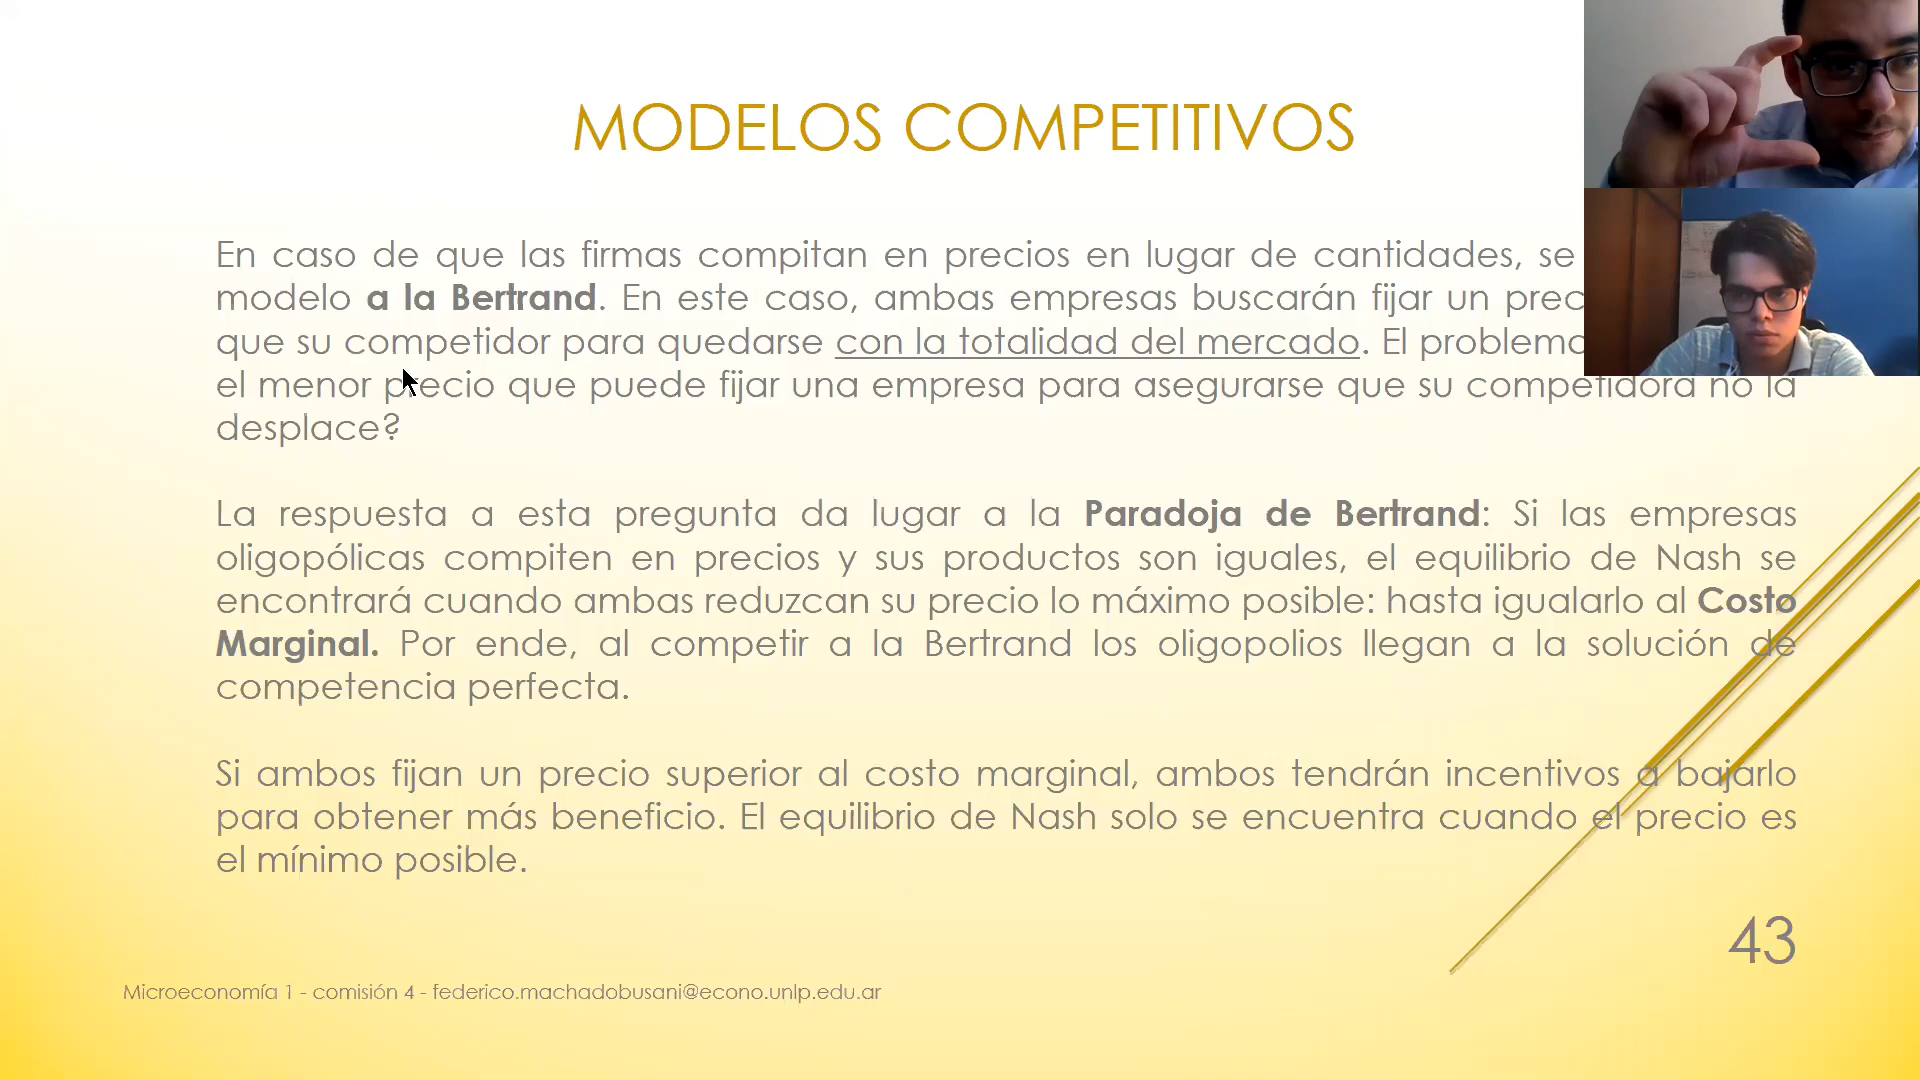 MODELOS COMPETITIVOS
En caso de que las firmas compitan en precios en lugar de cantidades, se
modelo a la Bertrand. En este caso, ambas empresas buscarán fijar un
que su competidor para quedarse con la totalidad del mercado. El
el menor precio que puede fijar una empresa para asegurarse que su competidora no la
desplace?
La respuesta a esta pregunta da lugar a la Paradoja de Bertrand: Si las empresas
oligopólicas compiten en precios y sus productos son iguales, el equilibrio de Nash se
encontrará cuando ambas reduzcan su precio lo máximo posible: hasta igualarlo al Costo
Marginal. Por ende, al competir a la Bertrand los oligopolios llegan a la solución de
competencia perfecta.
Si ambos fijan un precio superior al costo marginal, ambos tendrán incentivos a bajarlo
para obtener más beneficio. El equilibrio de Nash solo se encuentra cuando el precio es
el mínimo posible.
43
Microeconomía 1 - comisión 4 - federico.machadobusani@econo.unlp.edu.ar